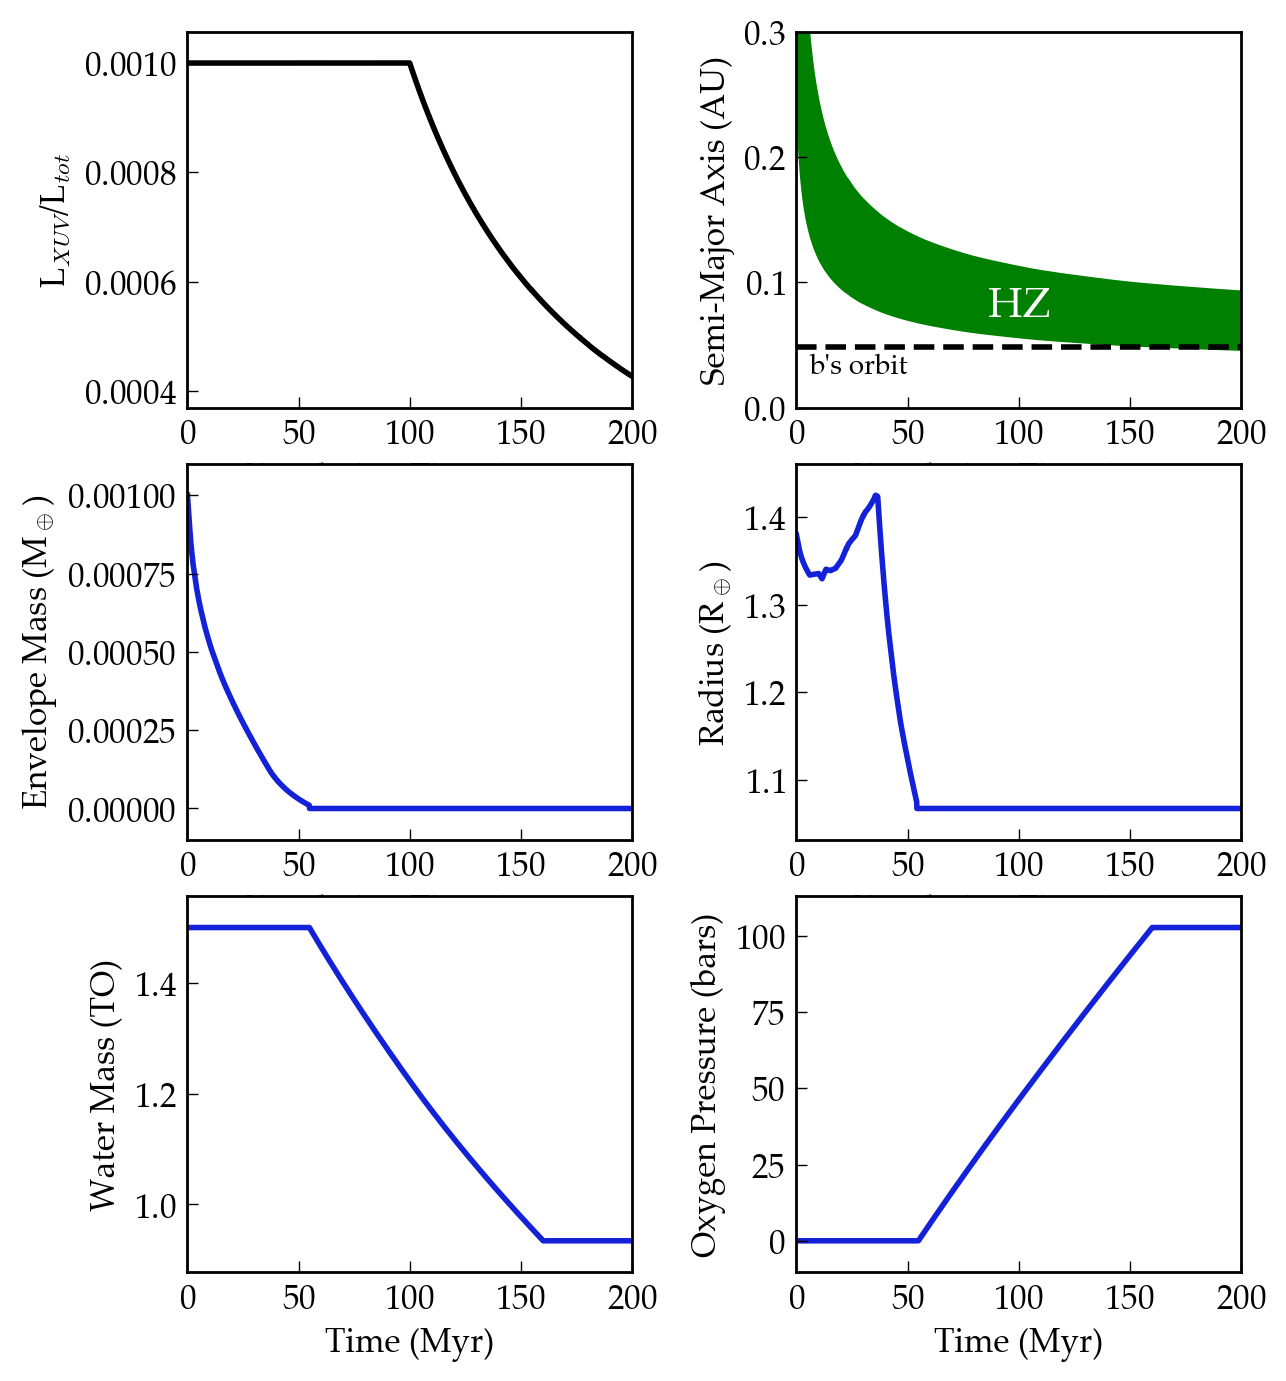 0.0010
0.0008
0.0006
0.0004
L_XUV/L_tot
0 50 100 150 200
0.3
0.2
0.1
0.0
Semi-Major Axis (AU)
HZ
b's orbit
0 50 100 150 200
0.00100
0.00075
0.00050
0.00025
0.00000
Envelope Mass (M⊕)
0 50 100 150 200
1.4
1.3
1.2
1.1
Radius (R⊕)
0 50 100 150 200
1.4
1.2
1.0
Water Mass (TO)
0 50 100 150 200
Time (Myr)
100
75
50
25
0
Oxygen Pressure (bars)
0 50 100 150 200
Time (Myr)